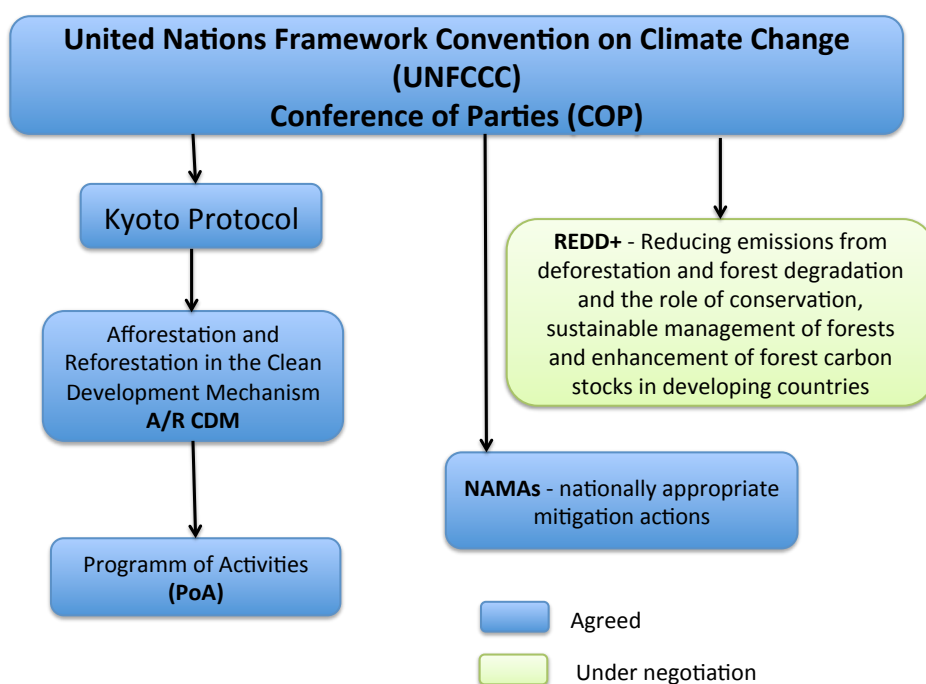 United Nations Framework Convention on Climate Change
(UNFCCC)
Conference of Parties (COP)
Kyoto Protocol
REDD+ - Reducing emissions from
deforestation and forest degradation
and the role of conservation,
sustainable management of forests
and enhancement of forest carbon
stocks in developing countries
Afforestation and
Reforestation in the Clean
Development Mechanism
A/R CDM
NAMAs - nationally appropriate
mitigation actions
Programm of Activities
(PoA)
Agreed
Under negotiation